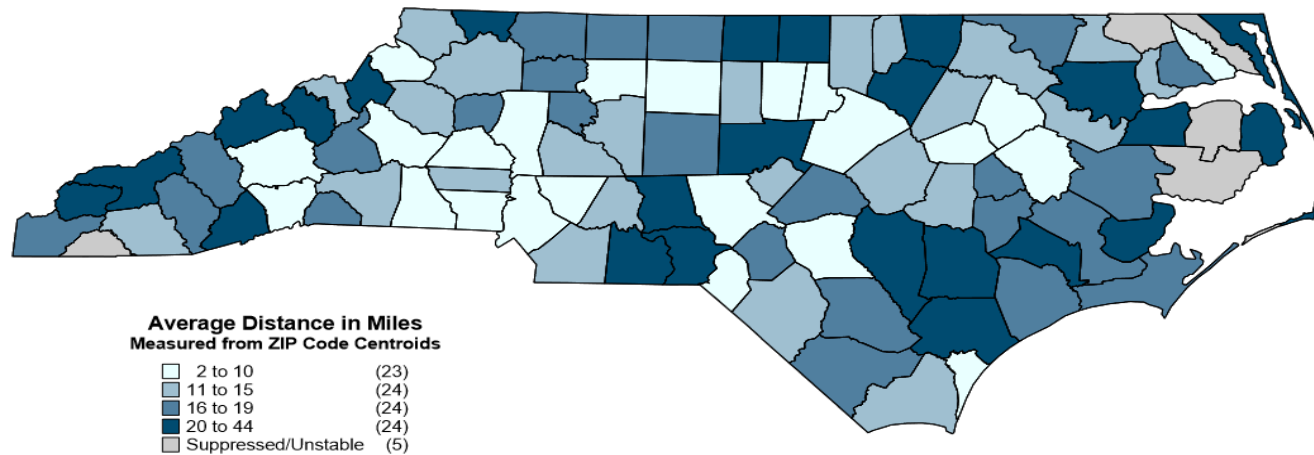 Average Distance in Miles
Measured from ZIP Code Centroids
2 to 10 (23)
11 to 15 (24)
16 to 19 (24)
20 to 44 (24)
Suppressed/Unstable (5)